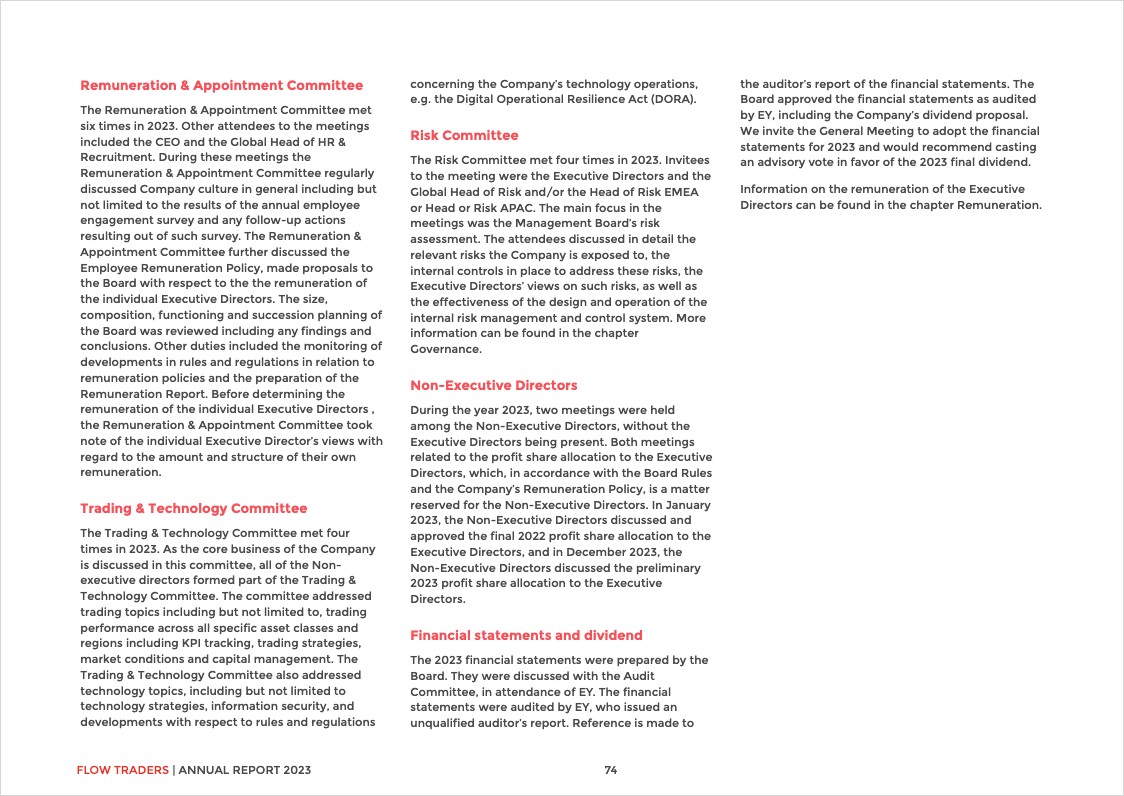 Remuneration & Appointment Committee
The Remuneration & Appointment Committee met
six times in 2023. Other attendees to the meetings
included the CEO and the Global Head of HR &
Recruitment. During these meetings the
Remuneration & Appointment Committee regularly
discussed Company culture in general including but
not limited to the results of the annual employee
engagement survey and any follow-up actions
resulting out of such survey. The Remuneration &
Appointment Committee further discussed the
Employee Remuneration Policy, made proposals to
the Board with respect to the the remuneration of
the individual Executive Directors. The size,
composition, functioning and succession planning of
the Board was reviewed including any findings and
conclusions. Other duties included the monitoring of
developments in rules and regulations in relation to
remuneration policies and the preparation of the
Remuneration Report. Before determining the
remuneration of the individual Executive Directors ,
the Remuneration & Appointment Committee took
note of the individual Executive Director's views with
regard to the amount and structure of their own
remuneration.
Trading & Technology Committee
The Trading & Technology Committee met four
times in 2023. As the core business of the Company
is discussed in this committee, all of the Non-
executive directors formed part of the Trading &
Technology Committee. The committee addressed
trading topics including but not limited to, trading
performance across all specific asset classes and
regions including KPI tracking, trading strategies,
market conditions and capital management. The
Trading & Technology Committee also addressed
technology topics, including but not limited to
technology strategies, information security, and
developments with respect to rules and regulations
concerning the Company's technology operations,
e.g. the Digital Operational Resilience Act (DORA).
Risk Committee
The Risk Committee met four times in 2023. Invitees
to the meeting were the Executive Directors and the
Global Head of Risk and/or the Head of Risk EMEA
or Head or Risk APAC. The main focus in the
meetings was the Management Board's risk
assessment. The attendees discussed in detail the
relevant risks the Company is exposed to, the
internal controls in place to address these risks, the
Executive Directors' views on such risks, as well as
the effectiveness of the design and operation of the
internal risk management and control system. More
information can be found in the chapter
Governance.
Non-Executive Directors
During the year 2023, two meetings were held
among the Non-Executive Directors, without the
Executive Directors being present. Both meetings
related to the profit share allocation to the Executive
Directors, which, in accordance with the Board Rules
and the Company's Remuneration Policy, is a matter
reserved for the Non-Executive Directors. In January
2023, the Non-Executive Directors discussed and
approved the final 2022 profit share allocation to the
Executive Directors, and in December 2023, the
Non-Executive Directors discussed the preliminary
2023 profit share allocation to the Executive
Directors.
Financial statements and dividend
The 2023 financial statements were prepared by the
Board. They were discussed with the Audit
Committee, in attendance of EY. The financial
statements were audited by EY, who issued an
unqualified auditor's report. Reference is made to
the auditor's report of the financial statements. The
Board approved the financial statements as audited
by EY, including the Company's dividend proposal.
We invite the General Meeting to adopt the financial
statements for 2023 and would recommend casting
an advisory vote in favor of the 2023 final dividend.
Information on the remuneration of the Executive
Directors can be found in the chapter Remuneration.
FLOW TRADERS | ANNUAL REPORT 2023
74